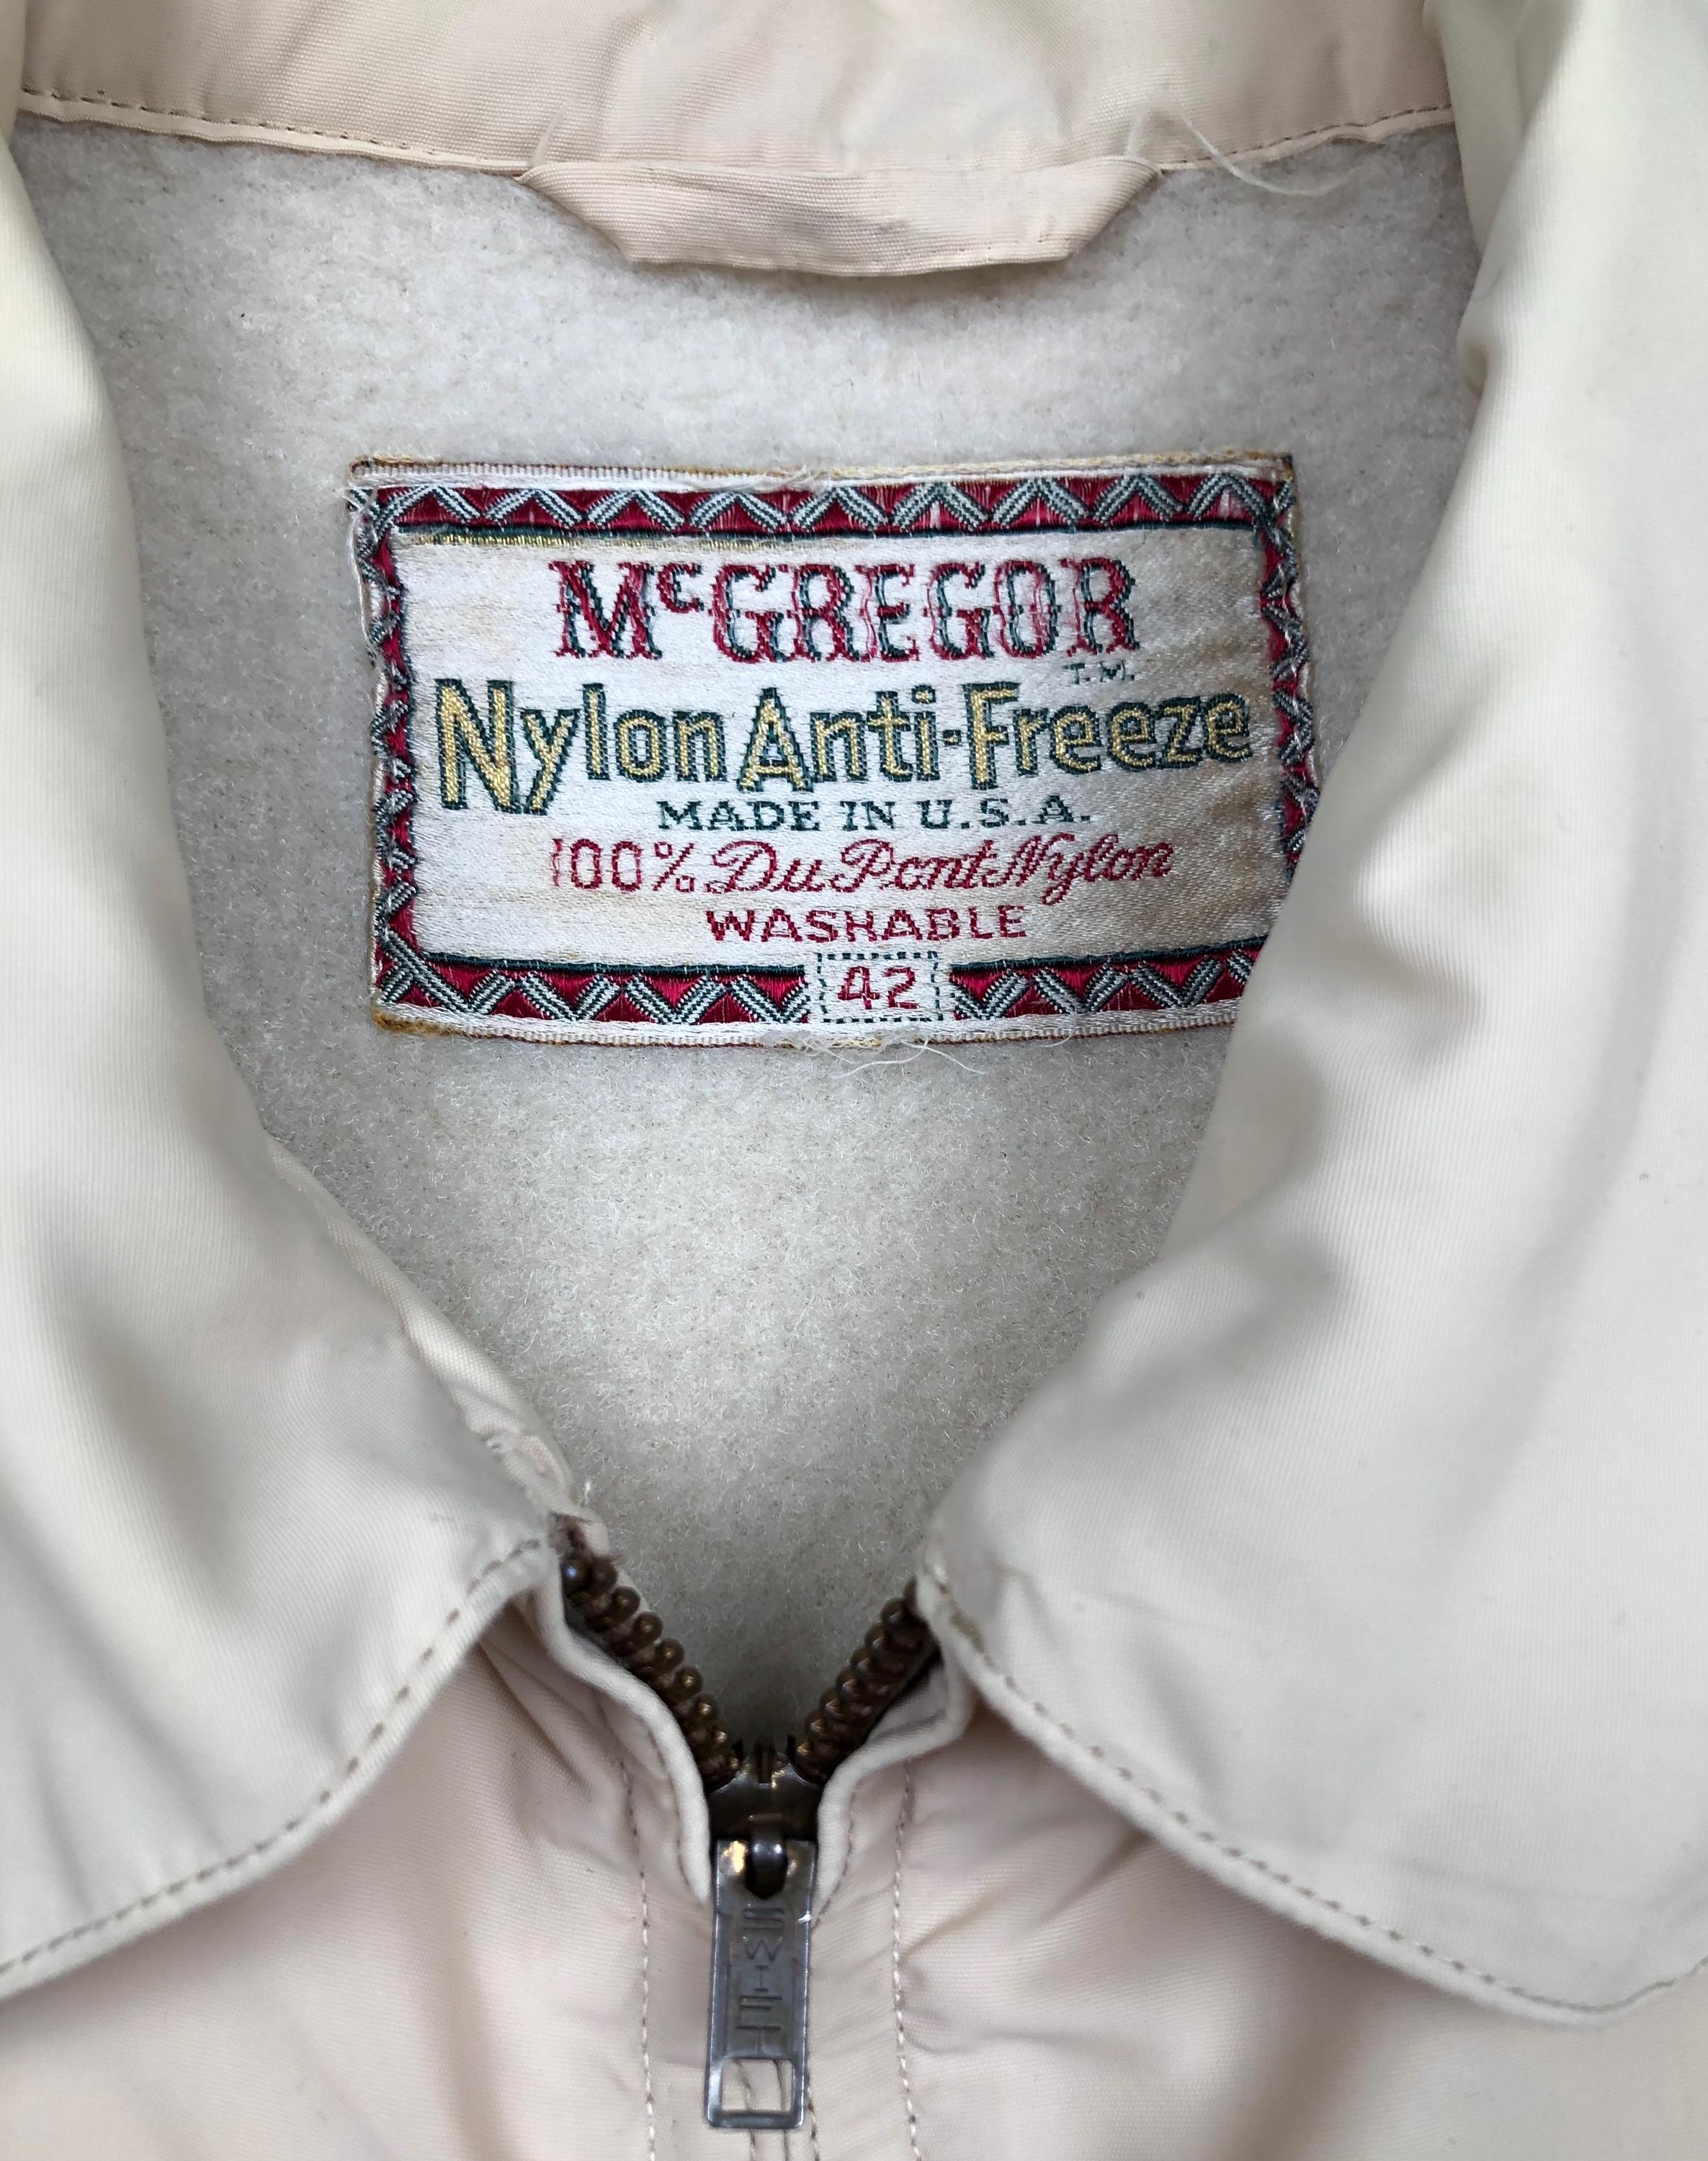 McGREGOR
T.M.
Nylon Anti-Freeze
MADE IN U.S.A.
100% Du Pont Nylon
WASHABLE
42
SWIFT